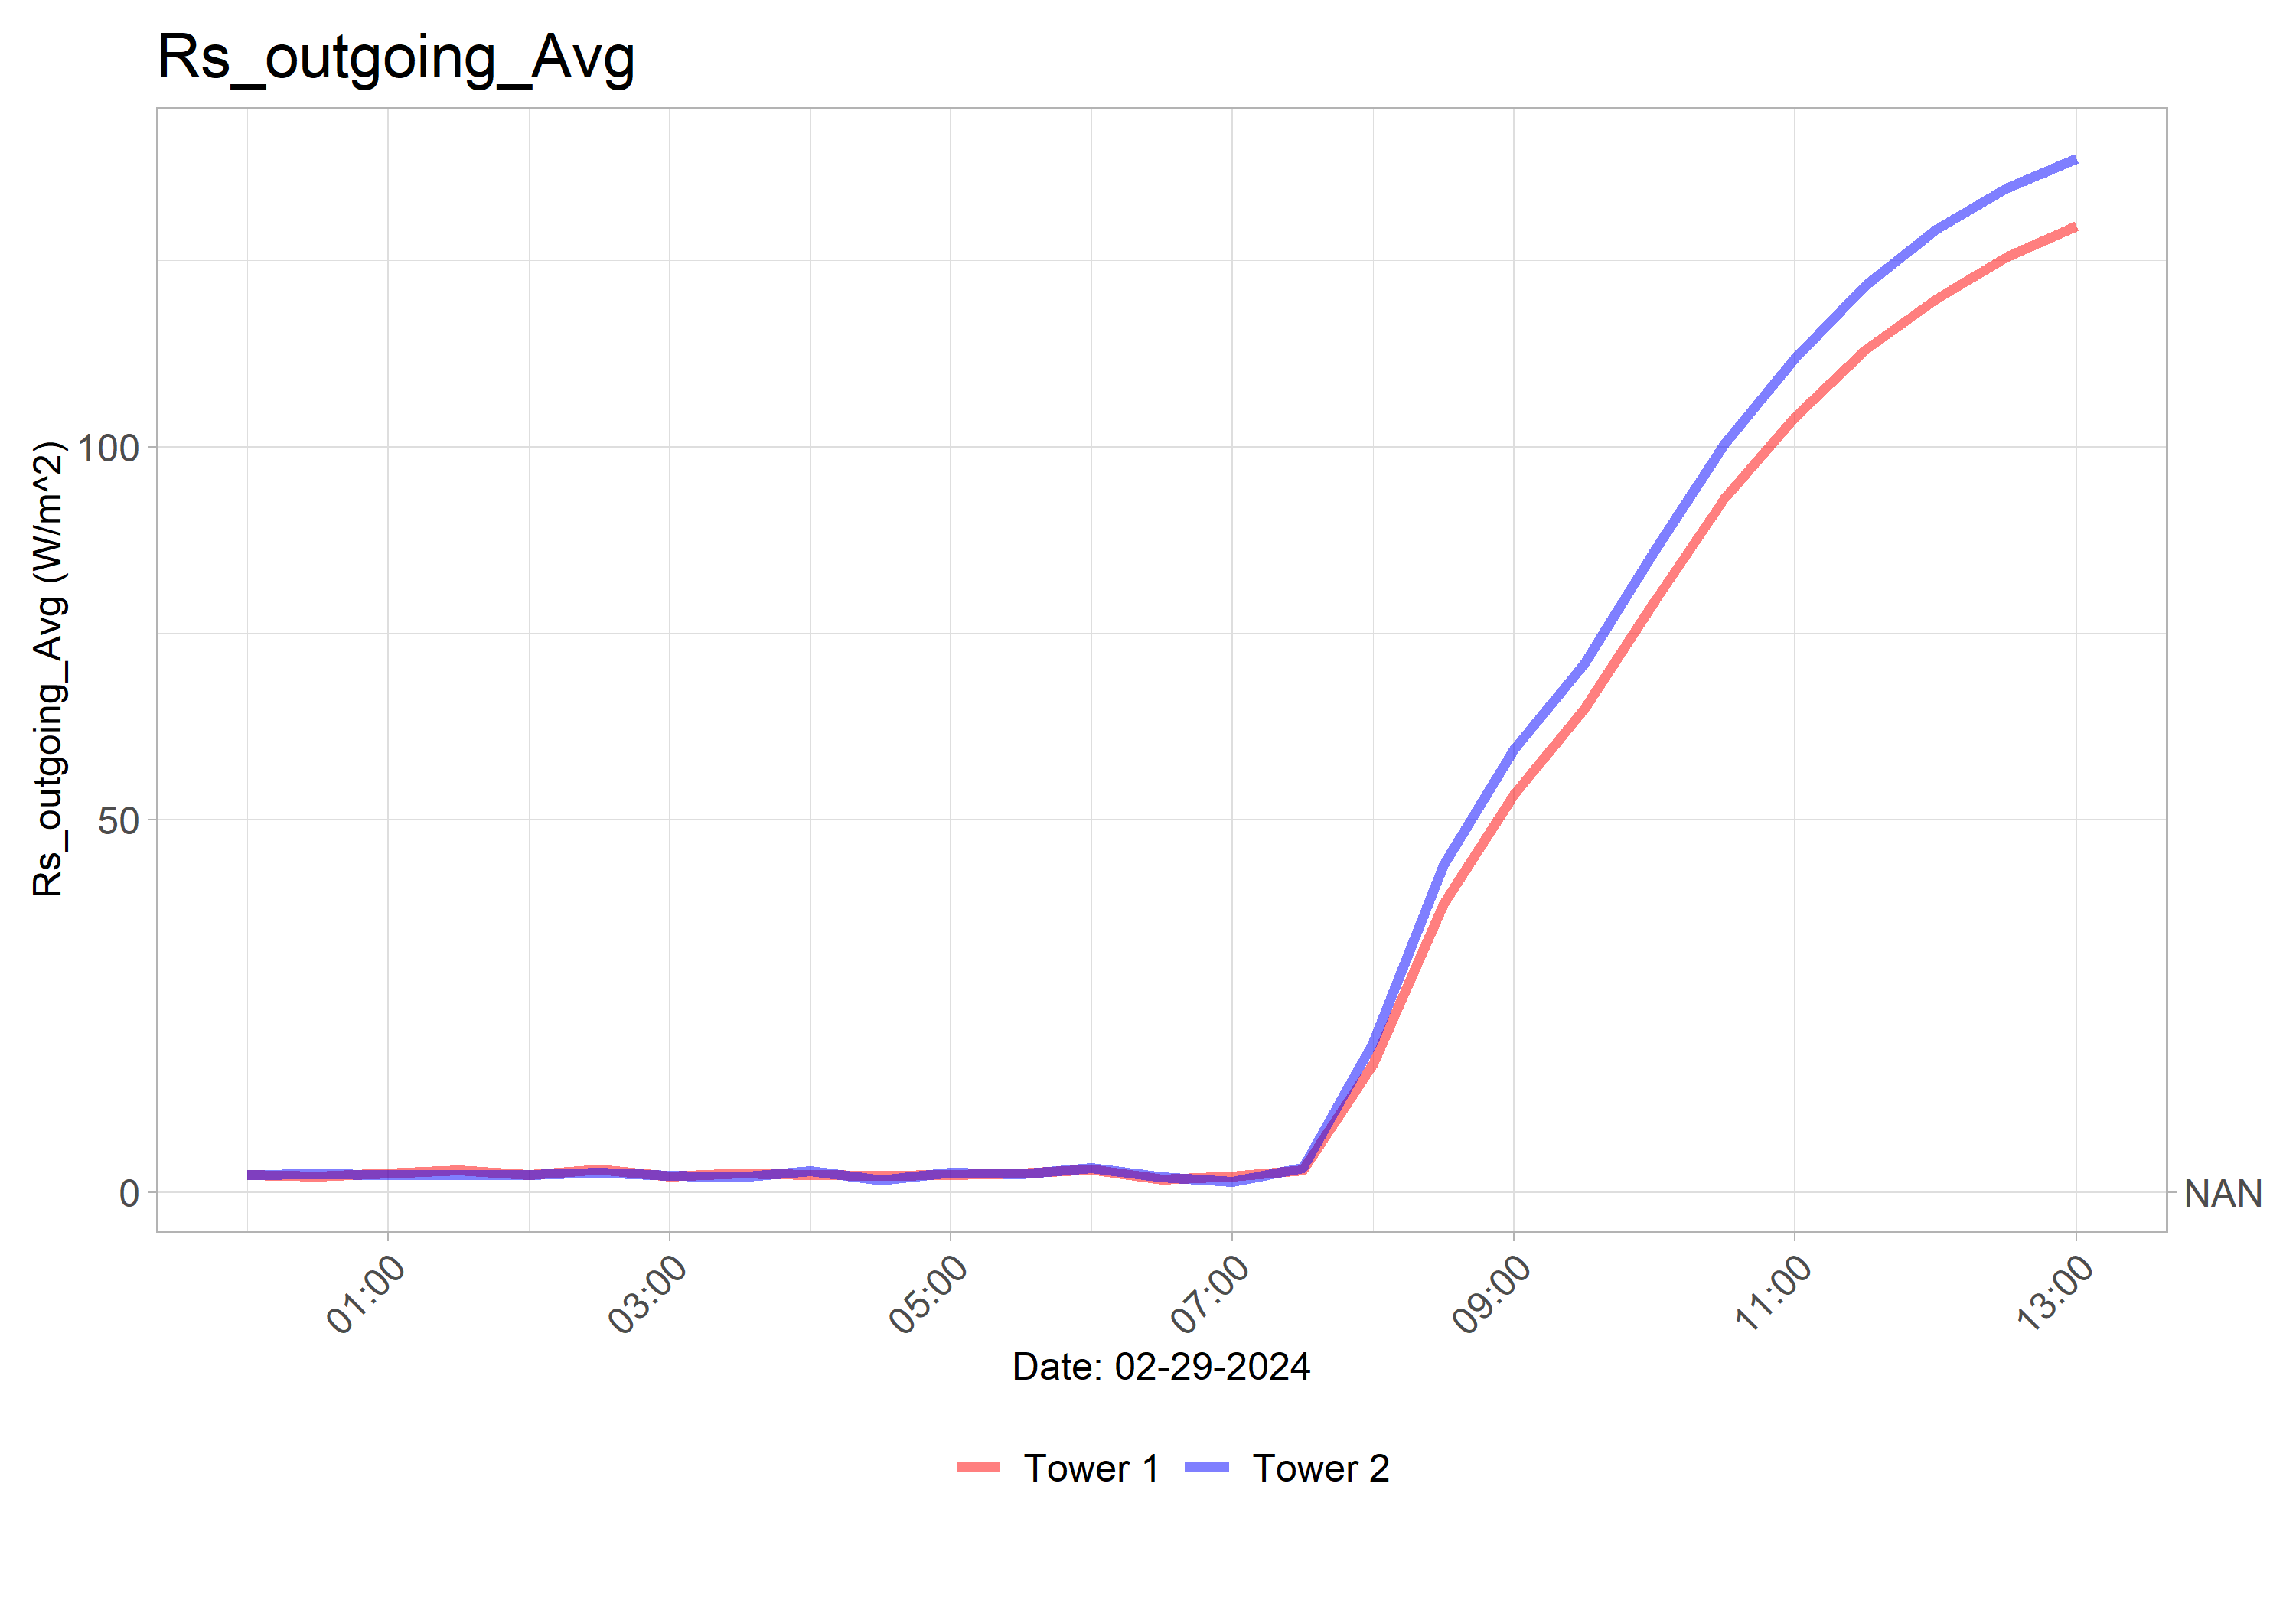 Rs_outgoing_Avg
Rs_outgoing_Avg (W/m^2)
100
50
0
NAN
01:00 03:00 05:00 07:00 09:00 11:00 13:00
Date: 02-29-2024
Tower 1 Tower 2